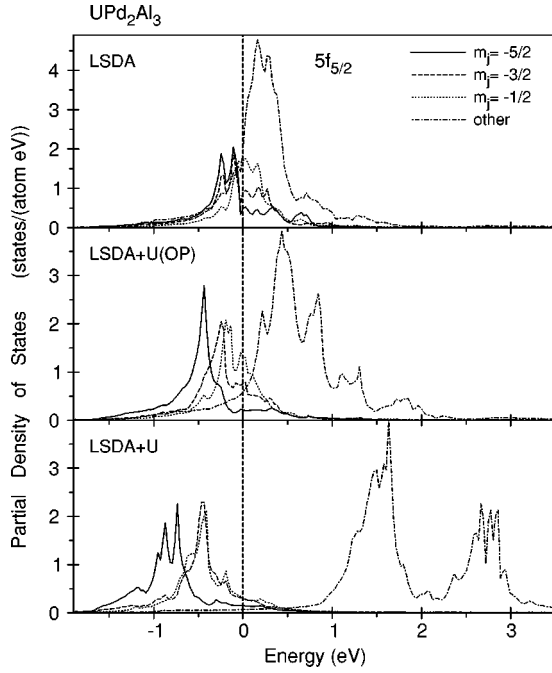 UPd₂Al₃
LSDA
5f₅/₂
mⱼ= -5/2
mⱼ= -3/2
mⱼ= -1/2
other
4
3
2
1
0
LSDA+U(OP)
3
2
1
0
LSDA+U
3
2
1
0
-1 0 1 2 3
Energy (eV)
Partial Density of States (states/(atom eV))